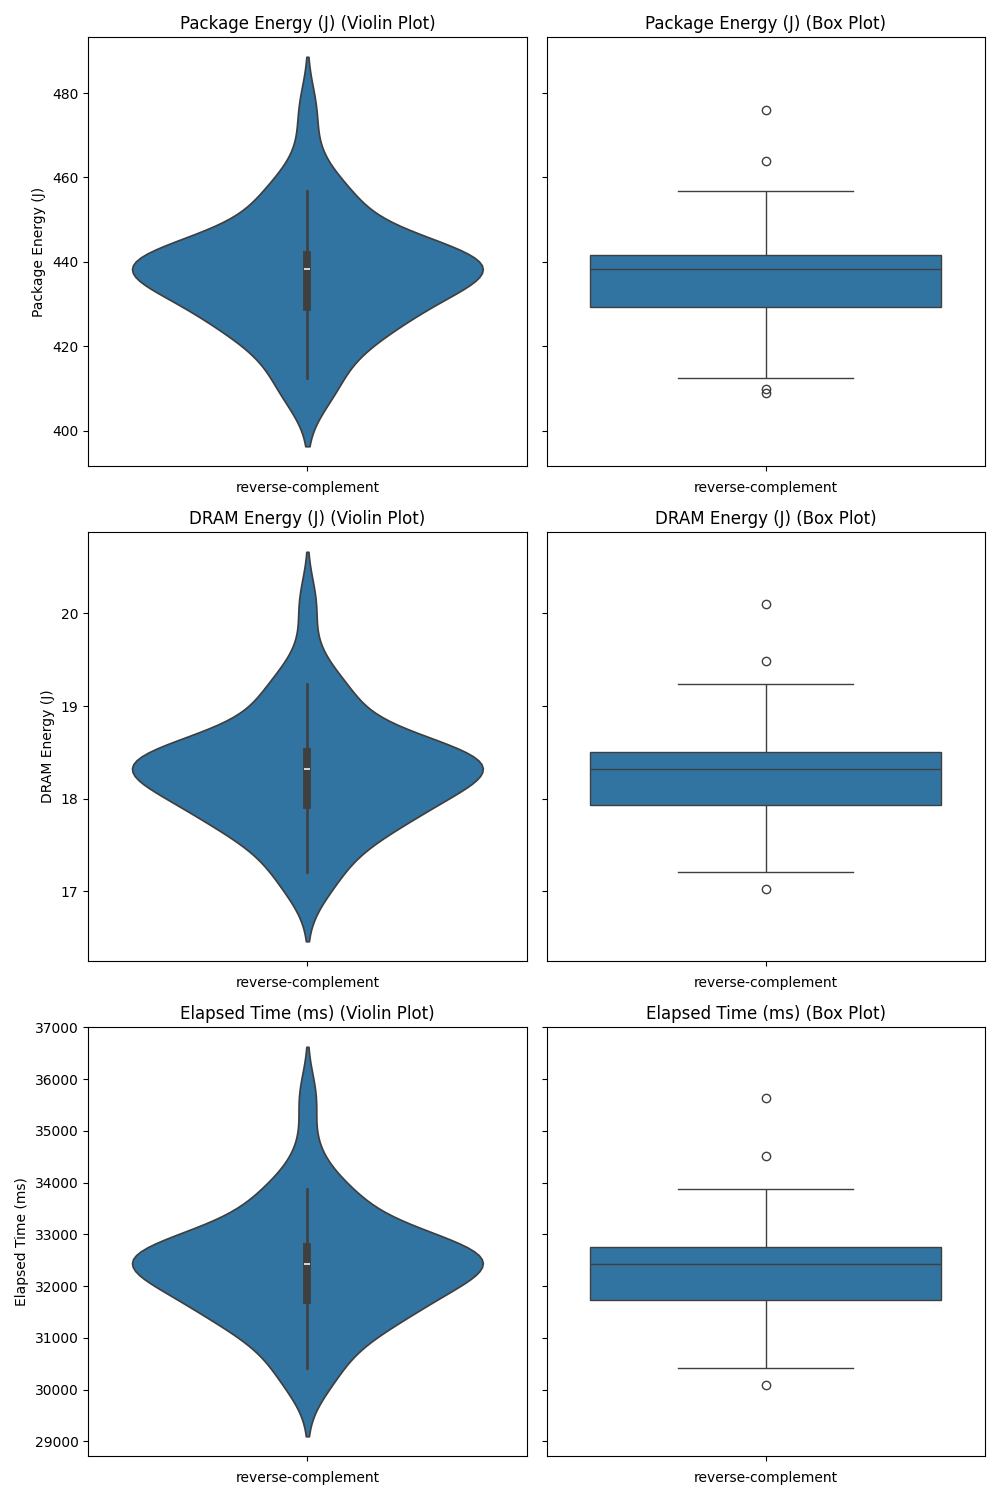 Package Energy (J) (Violin Plot)
Package Energy (J) (Box Plot)
Package Energy (J)
480
460
440
420
400
reverse-complement
reverse-complement
DRAM Energy (J) (Violin Plot)
DRAM Energy (J) (Box Plot)
DRAM Energy (J)
20
19
18
17
reverse-complement
reverse-complement
Elapsed Time (ms) (Violin Plot)
Elapsed Time (ms) (Box Plot)
Elapsed Time (ms)
37000
36000
35000
34000
33000
32000
31000
30000
29000
reverse-complement
reverse-complement